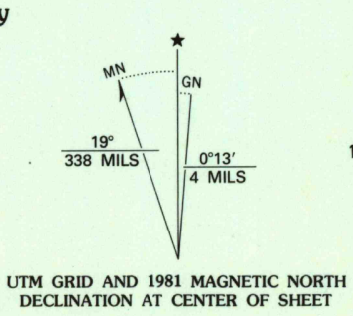 y
MN
GN
19°
338 MILS
0°13′
4 MILS
1
UTM GRID AND 1981 MAGNETIC NORTH
DECLINATION AT CENTER OF SHEET